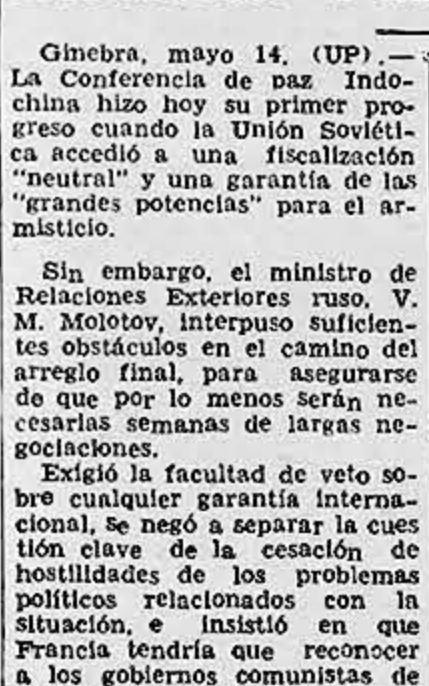 Ginebra, mayo 14. (UP).—
La Conferencia de paz Indo-
china hizo hoy su primer pro-
greso cuando la Unión Soviéti-
ca accedió a una fiscalización
"neutral" y una garantía de las
"grandes potencias" para el ar-
misticio.
Sin embargo, el ministro de
Relaciones Exteriores ruso, V.
M. Molotov, interpuso suficien-
tes obstáculos en el camino del
arreglo final, para asegurarse
de que por lo menos serán ne-
cesarias semanas de largas ne-
gociaciones.
Exigió la facultad de veto so-
bre cualquier garantía interna-
cional, se negó a separar la cues
tión clave de la cesación de
hostilidades de los problemas
políticos relacionados con la
situación, e insistió en que
Francia tendría que reconocer
a los gobiernos comunistas de